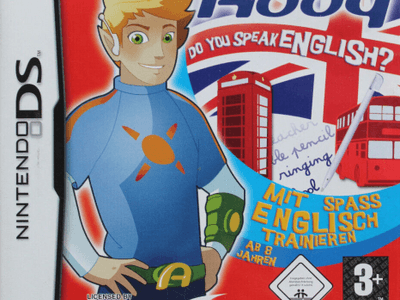 NINTENDO DS
DO YOU SPEAK ENGLISH?
pencil
ringing
MIT SPASS
ENGLISCH
TRAINIEREN
AB 8
JAHREN
A
LICENSED BY
3+